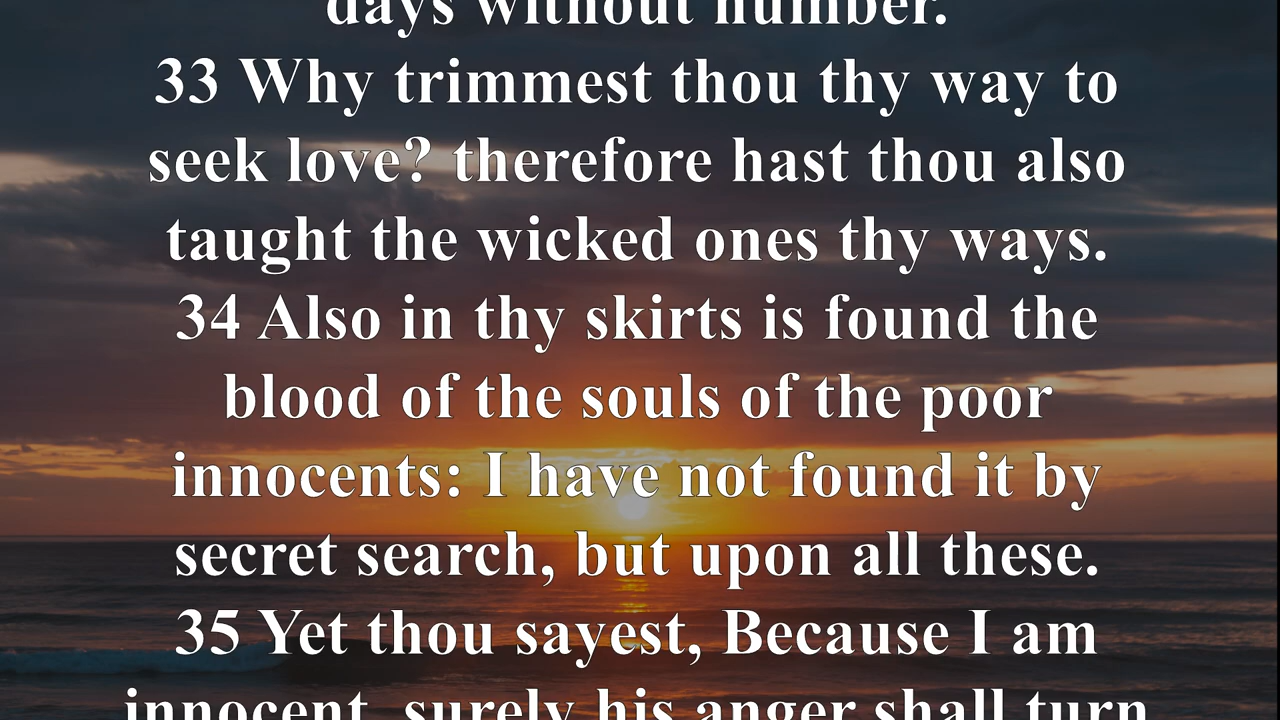 days without number.
33 Why trimmest thou thy way to
seek love? therefore hast thou also
taught the wicked ones thy ways.
34 Also in thy skirts is found the
blood of the souls of the poor
innocents: I have not found it by
secret search, but upon all these.
35 Yet thou sayest, Because I am
innocent, surely his anger shall turn